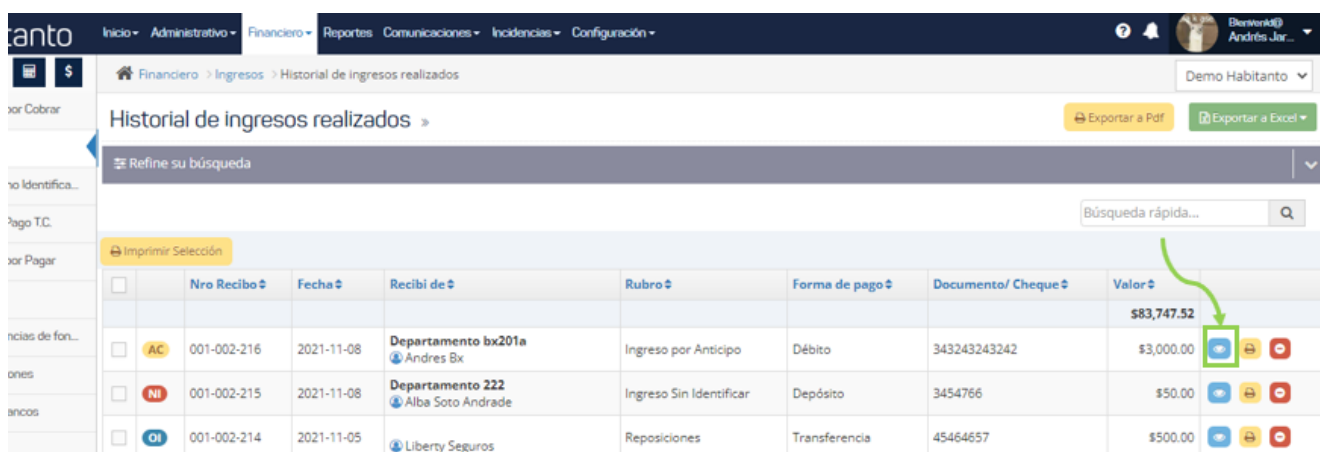 tanto
Inicio Administrativo Financiero Reportes Comunicaciones Incidencias Configuración
Bienvenid@
Andrés Jar...
$
Financiero > Ingresos > Historial de ingresos realizados
Demo Habitanto
por Cobrar
Historial de ingresos realizados »
Exportar a Pdf
Exportar a Excel
Refine su búsqueda
no Identifica...
Búsqueda rápida...
Pago T.C.
Imprimir Selección
por Pagar
Nro Recibo Fecha Recibi de Rubro Forma de pago Documento/ Cheque Valor
$83,747.52
ncias de fon...
AC 001-002-216 2021-11-08 Departamento bx201a Andres Bx Ingreso por Anticipo Débito 343243243242 $3,000.00
ones
NI 001-002-215 2021-11-08 Departamento 222 Alba Soto Andrade Ingreso Sin Identificar Depósito 3454766 $50.00
ancos
OI 001-002-214 2021-11-05 Liberty Seguros Reposiciones Transferencia 45464657 $500.00